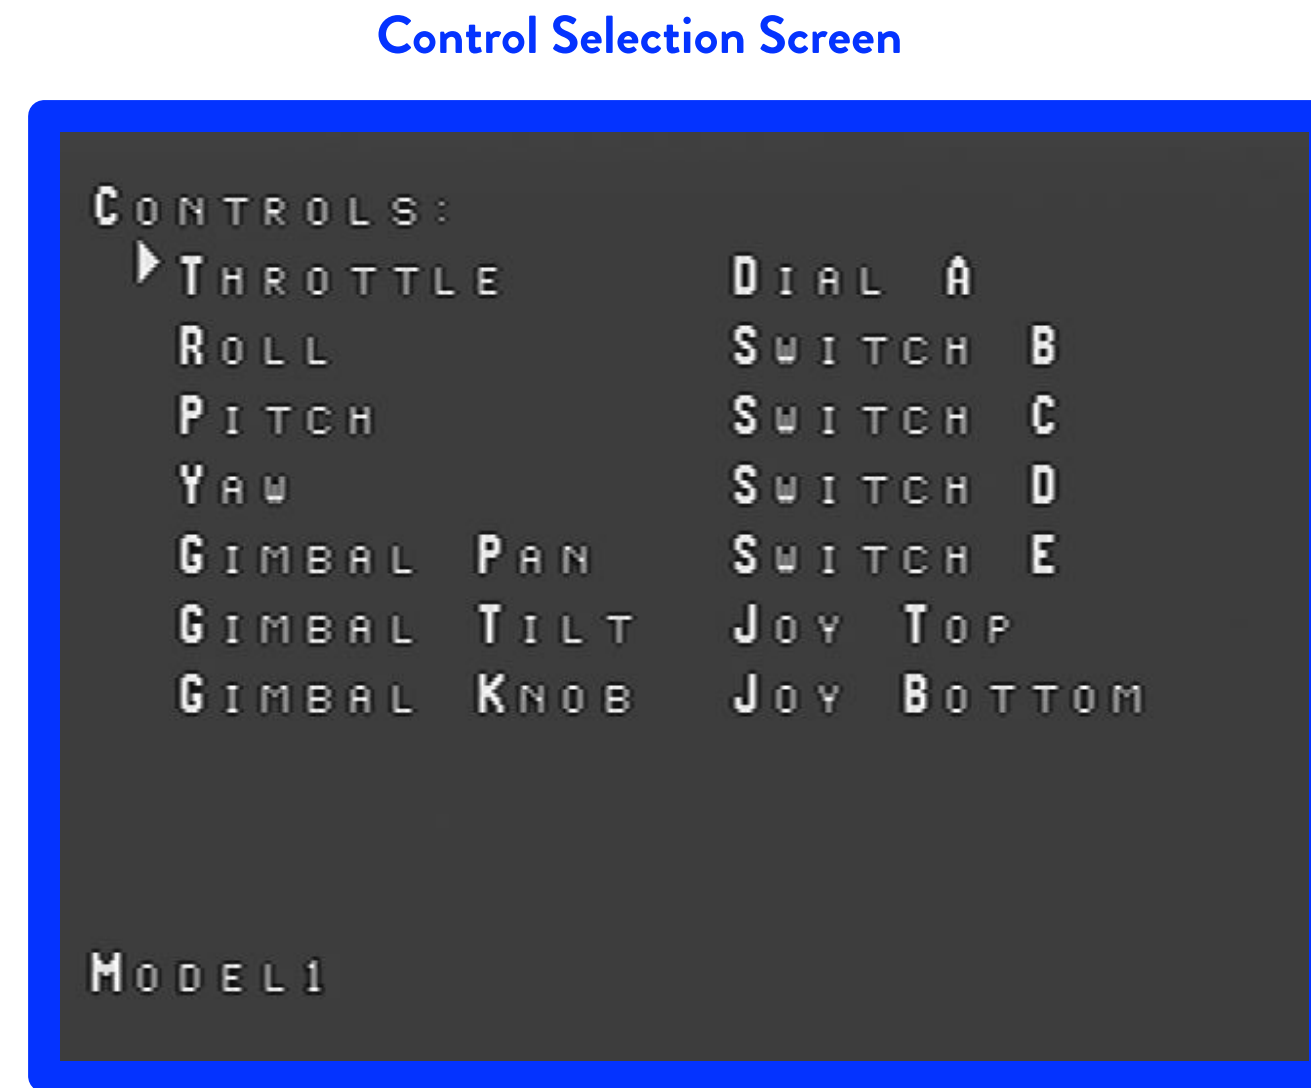 Control Selection Screen
Controls:
Throttle Dial A
Roll Switch B
Pitch Switch C
Yaw Switch D
Gimbal Pan Switch E
Gimbal Tilt Joy Top
Gimbal Knob Joy Bottom
Model1